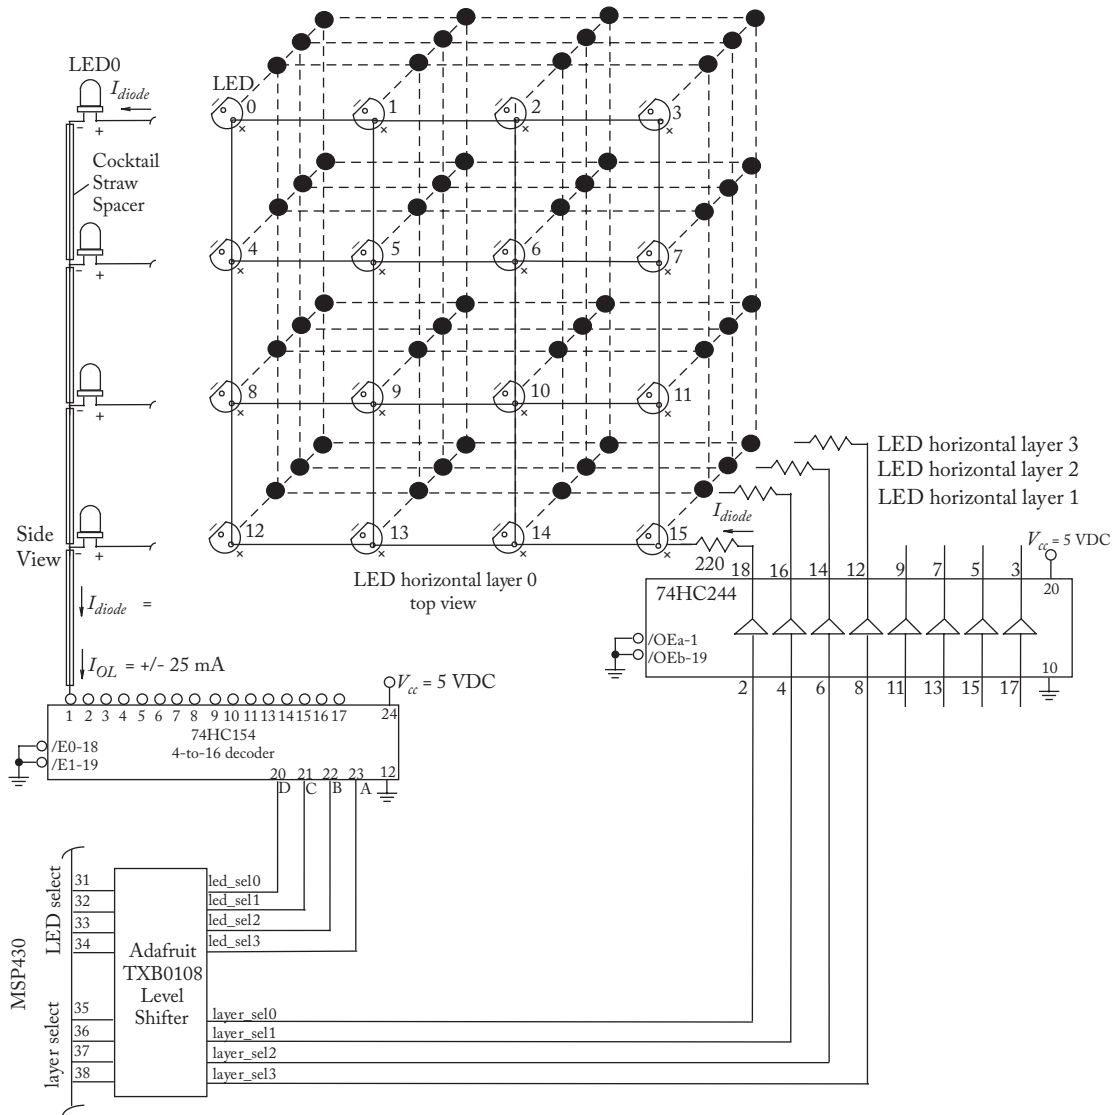 LED0
I diode
LED
0 1 2 3
- +
Cocktail
Straw
Spacer
4 5 6 7
- +
8 9 10 11
- +
LED horizontal layer 3
LED horizontal layer 2
LED horizontal layer 1
Side
View
- +
12 13 14 15
I diode
220
LED horizontal layer 0
top view
Vcc = 5 VDC
18 16 14 12 9 7 5 3
20
74HC244
/OEa-1
/OEb-19
10
2 4 6 8 11 13 15 17
I diode =
I OL = +/- 25 mA
Vcc = 5 VDC
1 2 3 4 5 6 7 8 9 10 11 13 14 15 16 17
24
74HC154
4-to-16 decoder
/E0-18
/E1-19
20 21 22 23 12
D C B A
MSP430
LED select
31
32
33
34
layer select
35
36
37
38
Adafruit
TXB0108
Level
Shifter
led_sel0
led_sel1
led_sel2
led_sel3
layer_sel0
layer_sel1
layer_sel2
layer_sel3